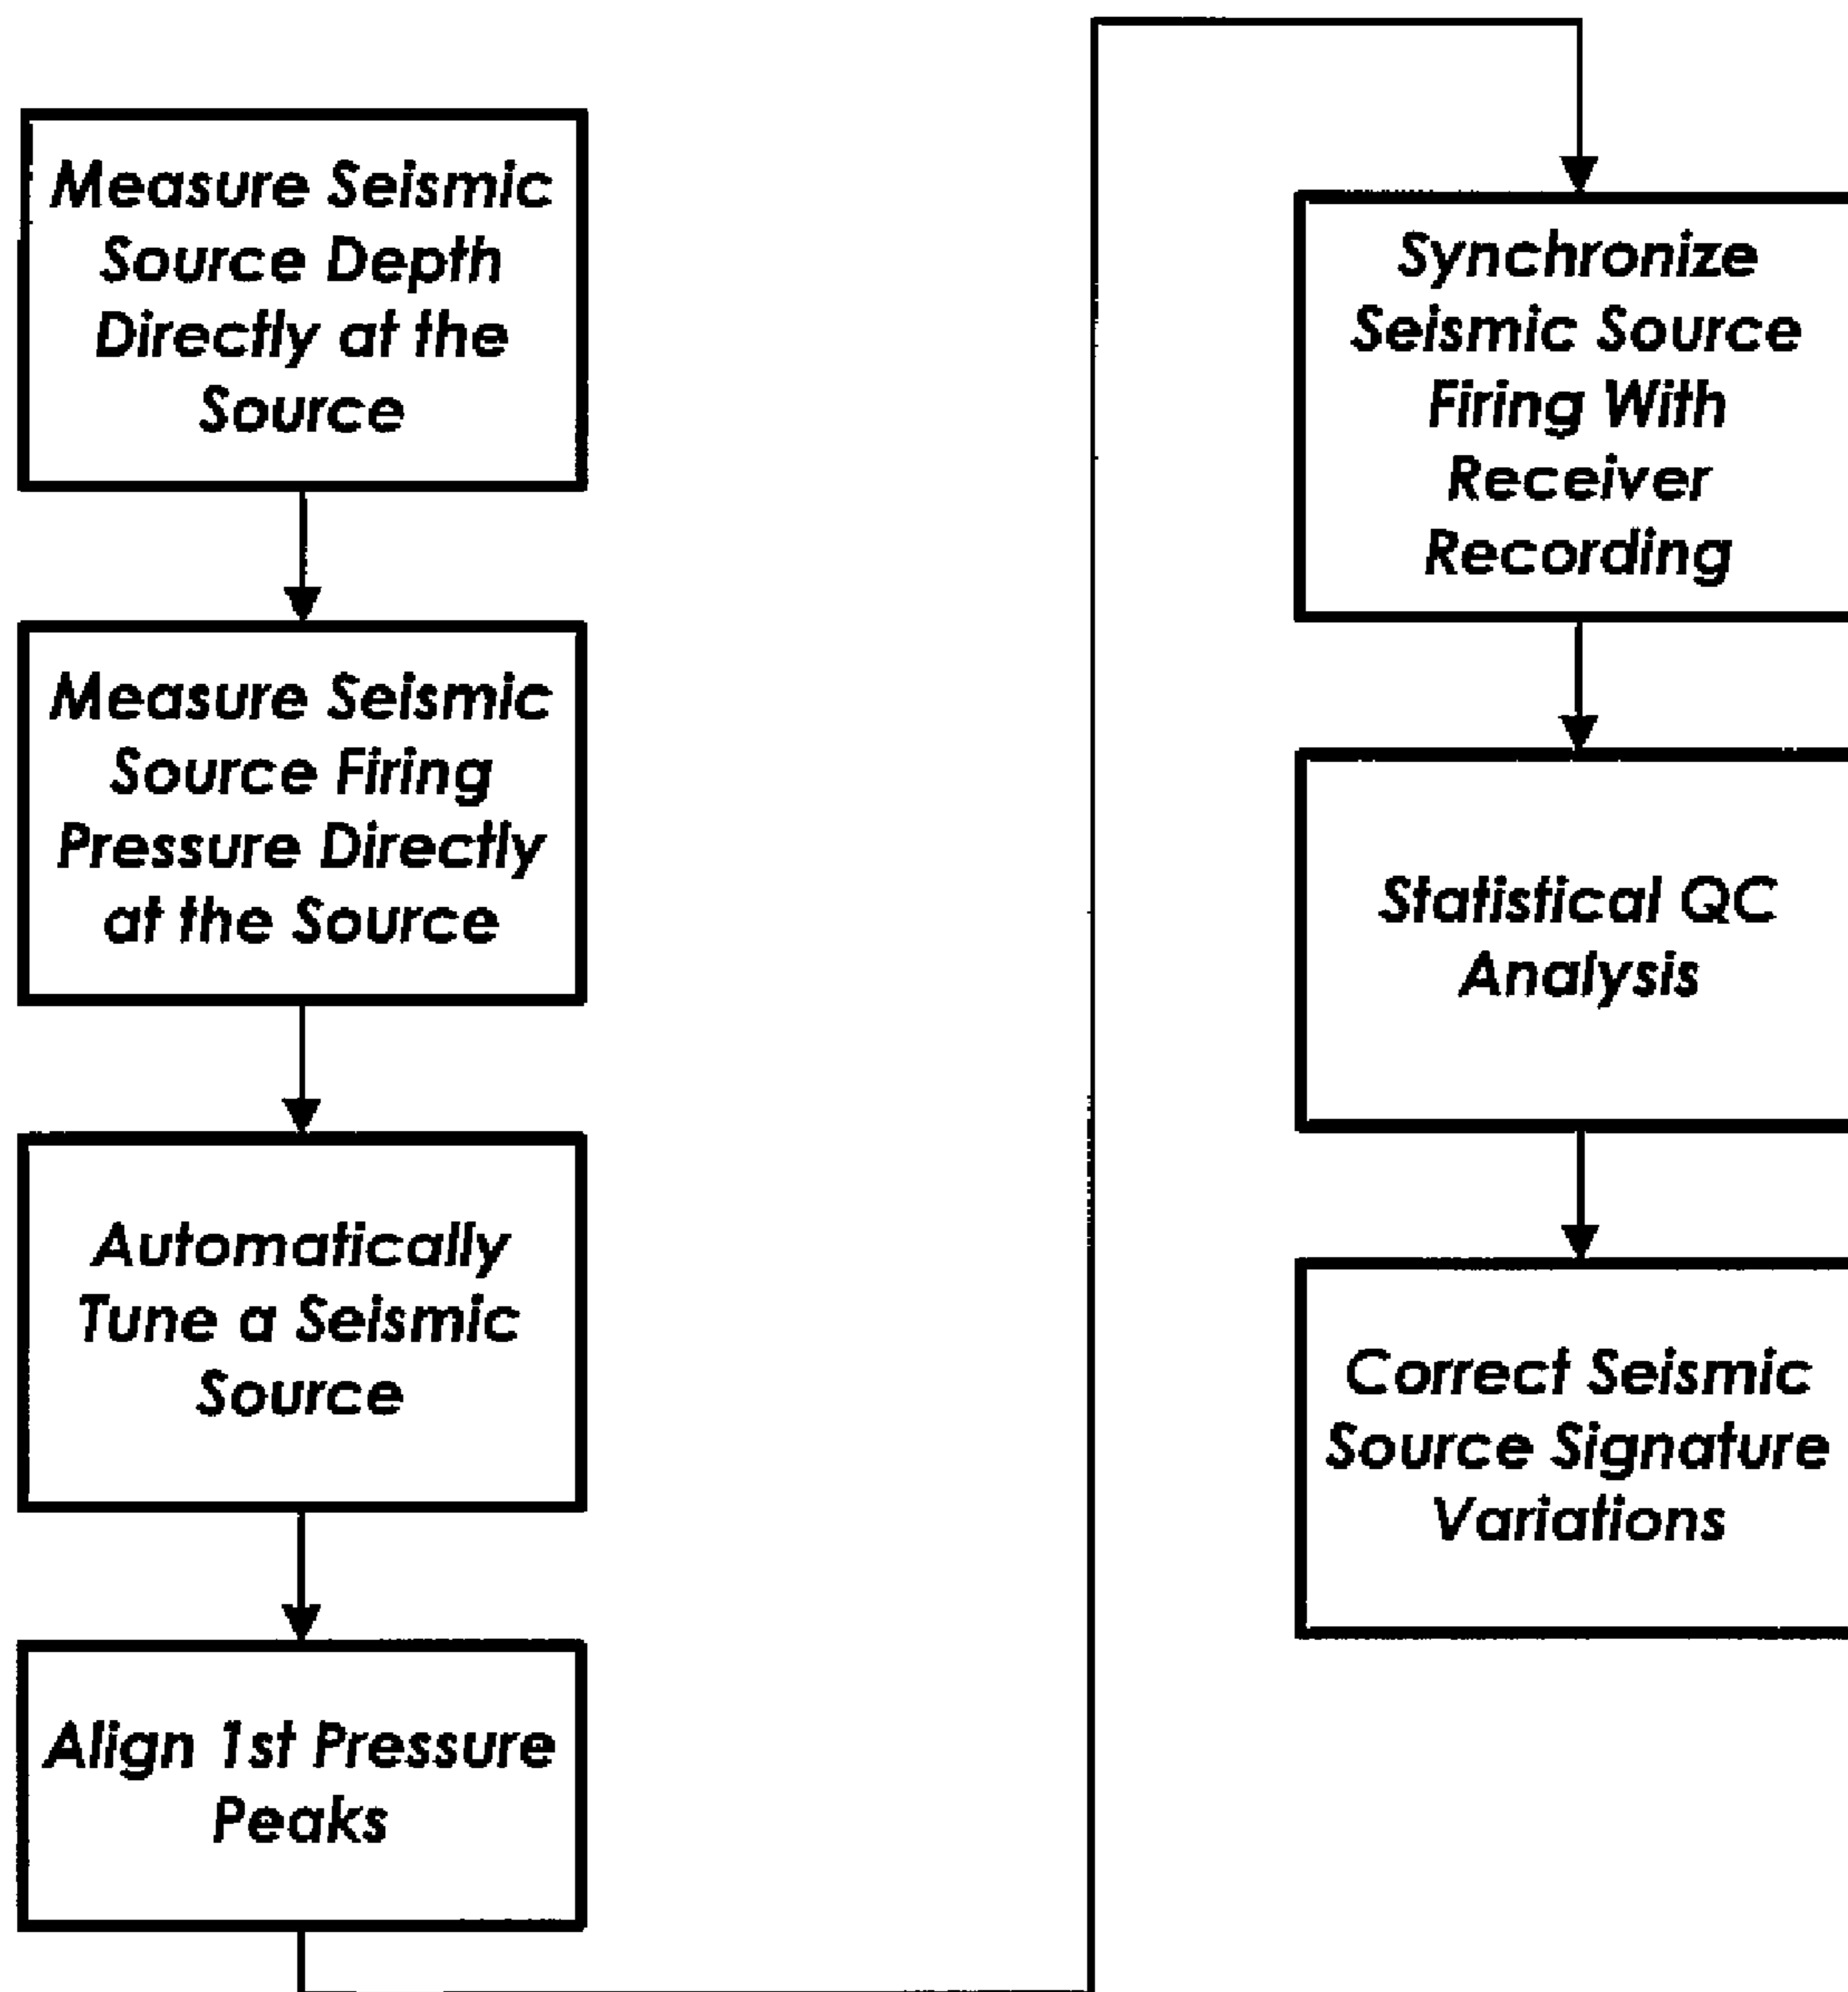 Measure Seismic
Source Depth
Directly at the
Source
Measure Seismic
Source Firing
Pressure Directly
at the Source
Automatically
Tune a Seismic
Source
Align 1st Pressure
Peaks
Synchronize
Seismic Source
Firing With
Receiver
Recording
Statistical QC
Analysis
Correct Seismic
Source Signature
Variations